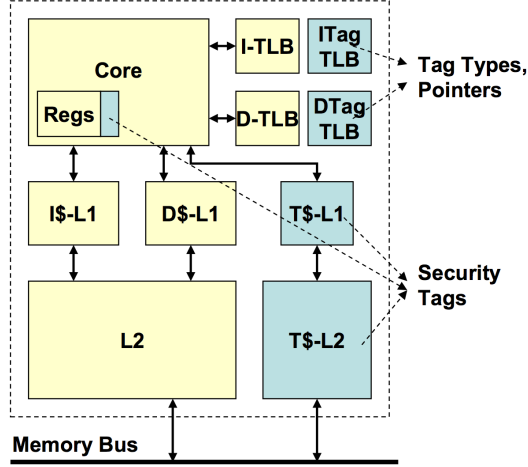 Core
Regs
I-TLB
ITag
TLB
D-TLB
DTag
TLB
Tag Types,
Pointers
I$-L1
D$-L1
T$-L1
L2
T$-L2
Security
Tags
Memory Bus